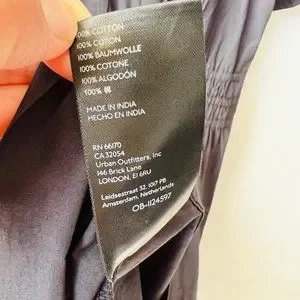 100% COTTON
100% COTON
100% BAUMWOLLE
100% COTONE
100% ALGODÓN
100% 棉
MADE IN INDIA
HECHO EN INDIA
RN 66170
CA 32054
Urban Outfitters, Inc
146 Brick Lane
LONDON, E1 6RU
Leidsestraat 32, 1017 PB
Amsterdam, Netherlands
OB-1124597